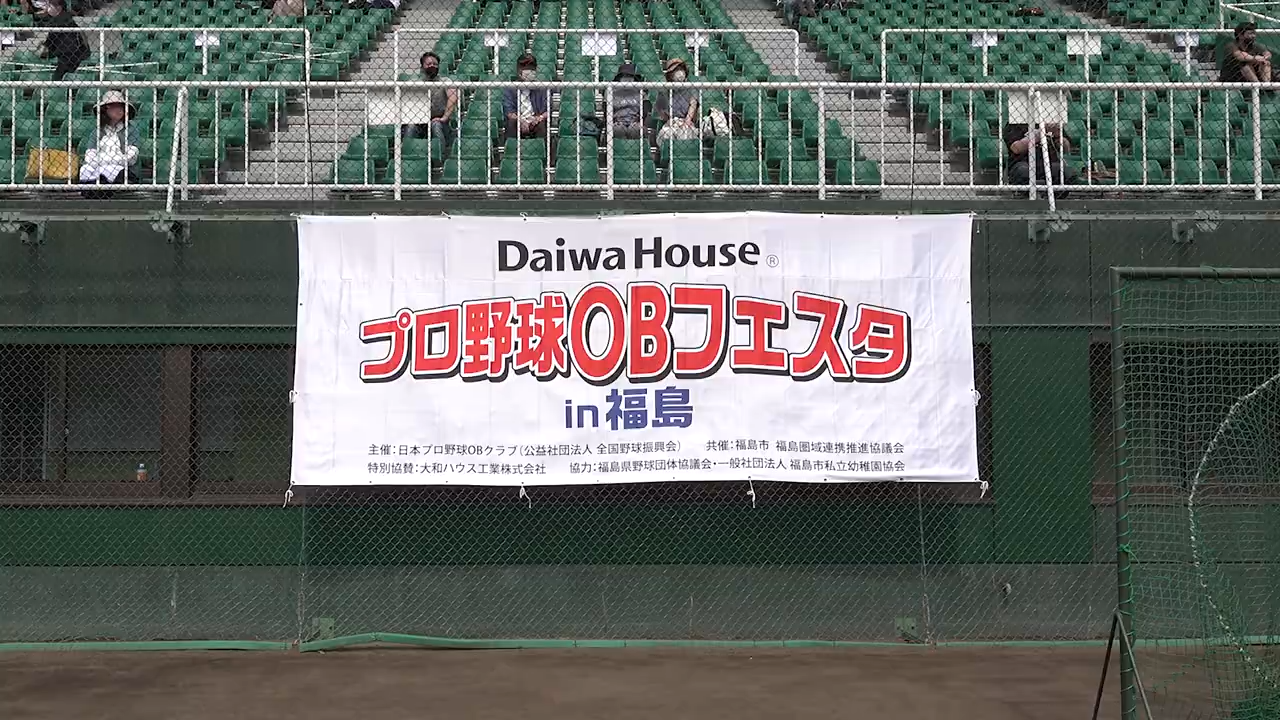 Daiwa House®
プロ野球OBフェスタ
in福島
主催：日本プロ野球OBクラブ（公益社団法人 全国野球振興会） 共催：福島市 福島圏域連携推進協議会
特別協賛：大和ハウス工業株式会社 協力：福島県野球団体協議会・一般社団法人 福島市私立幼稚園協会